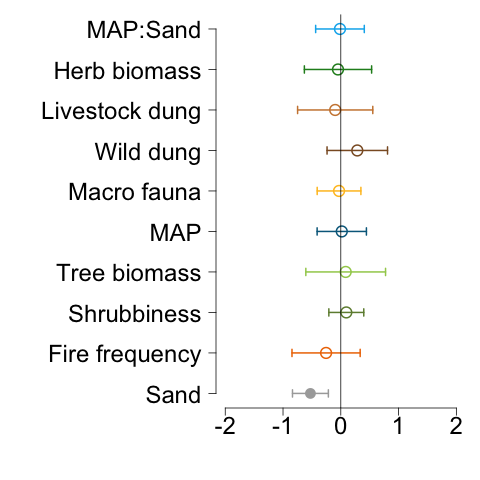 MAP:Sand
Herb biomass
Livestock dung
Wild dung
Macro fauna
MAP
Tree biomass
Shrubbiness
Fire frequency
Sand
-2 -1 0 1 2